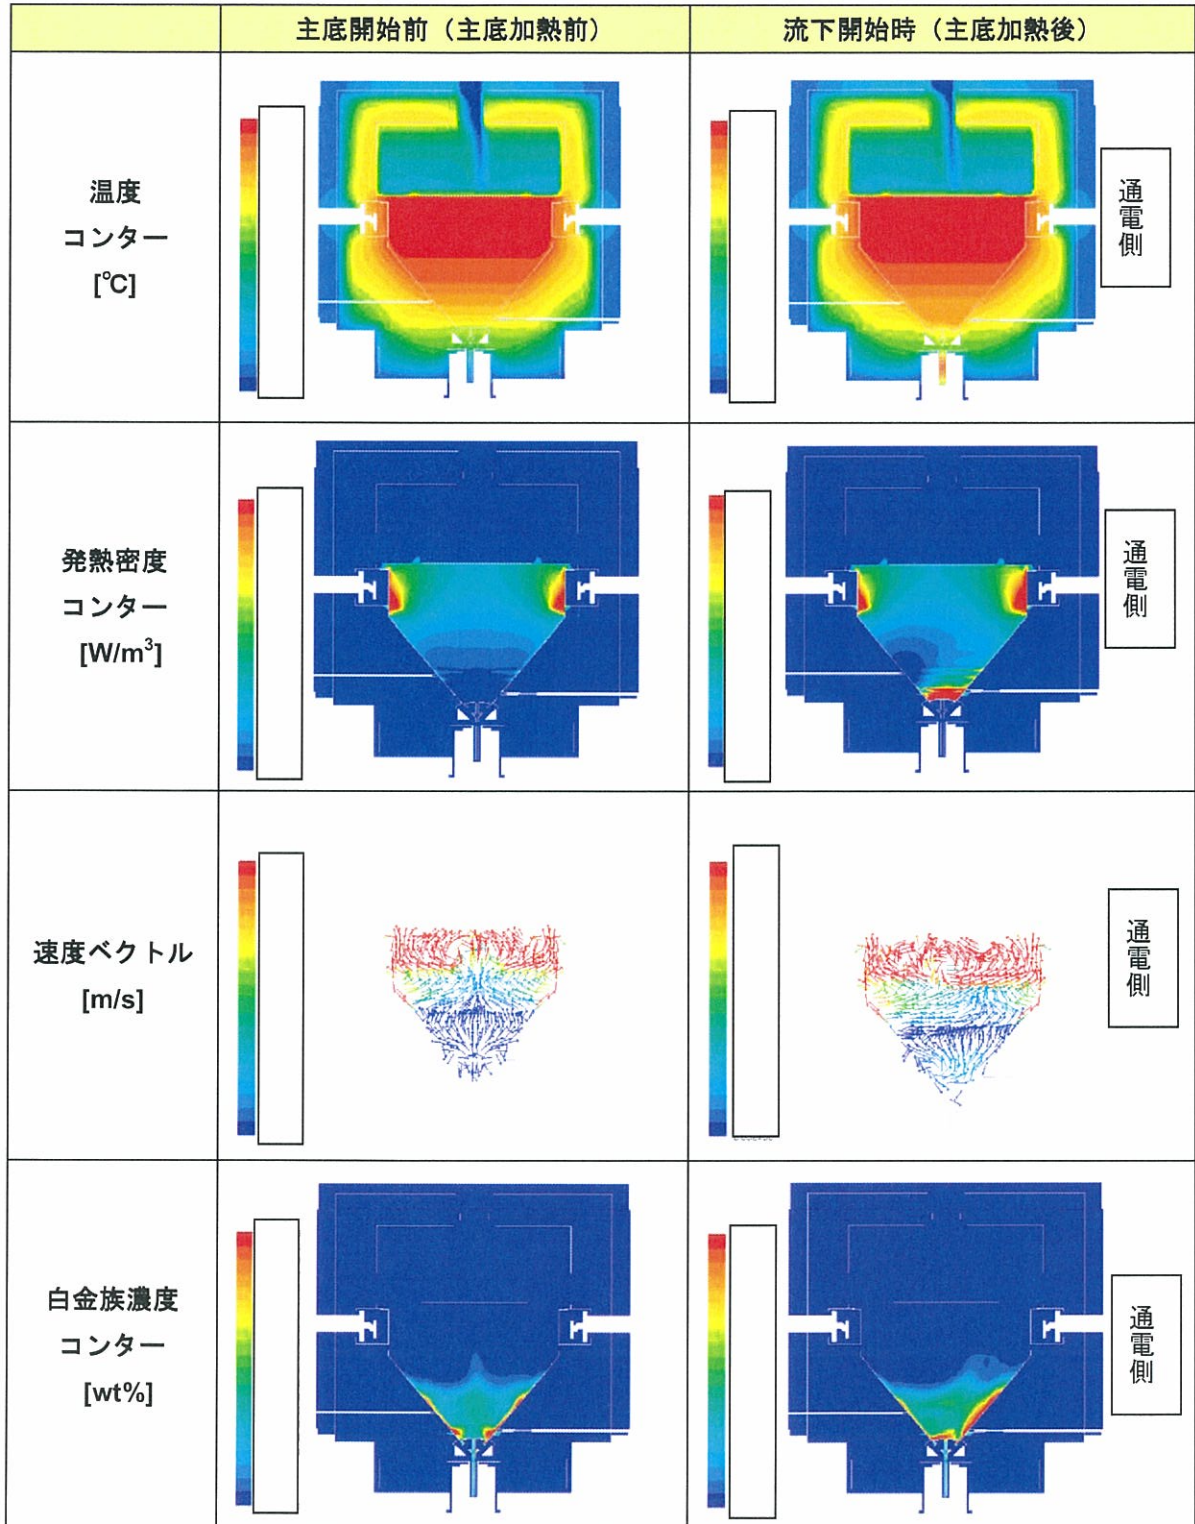 主底開始前（主底加熱前）
流下開始時（主底加熱後）
温度
コンター
[℃]
通電側
発熱密度
コンター
[W/m³]
通電側
速度ベクトル
[m/s]
通電側
白金族濃度
コンター
[wt%]
通電側